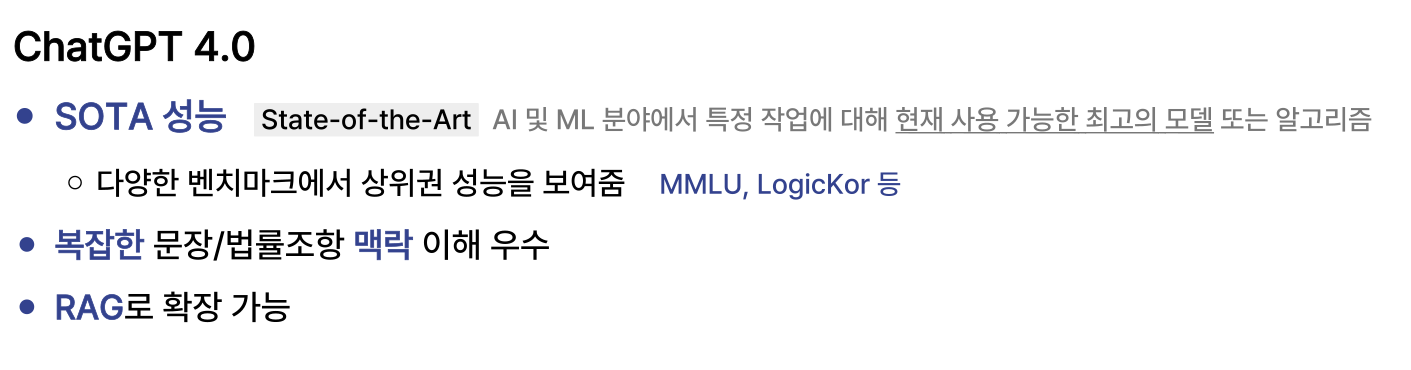 ChatGPT 4.0
• SOTA 성능 State-of-the-Art AI 및 ML 분야에서 특정 작업에 대해 현재 사용 가능한 최고의 모델 또는 알고리즘
○ 다양한 벤치마크에서 상위권 성능을 보여줌 MMLU, LogicKor 등
• 복잡한 문장/법률조항 맥락 이해 우수
• RAG로 확장 가능